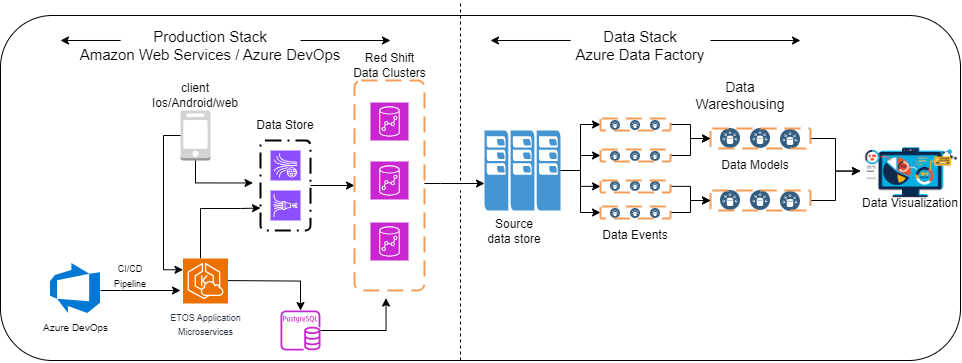 Production Stack
Amazon Web Services / Azure DevOps
Data Stack
Azure Data Factory
Red Shift
Data Clusters
client
Ios/Android/web
Data Store
Data
Wareshousing
Data Models
Source
data store
Data Events
Data Visualization
CI/CD
Pipeline
Azure DevOps
ETOS Application
Microservices
PostgreSQL